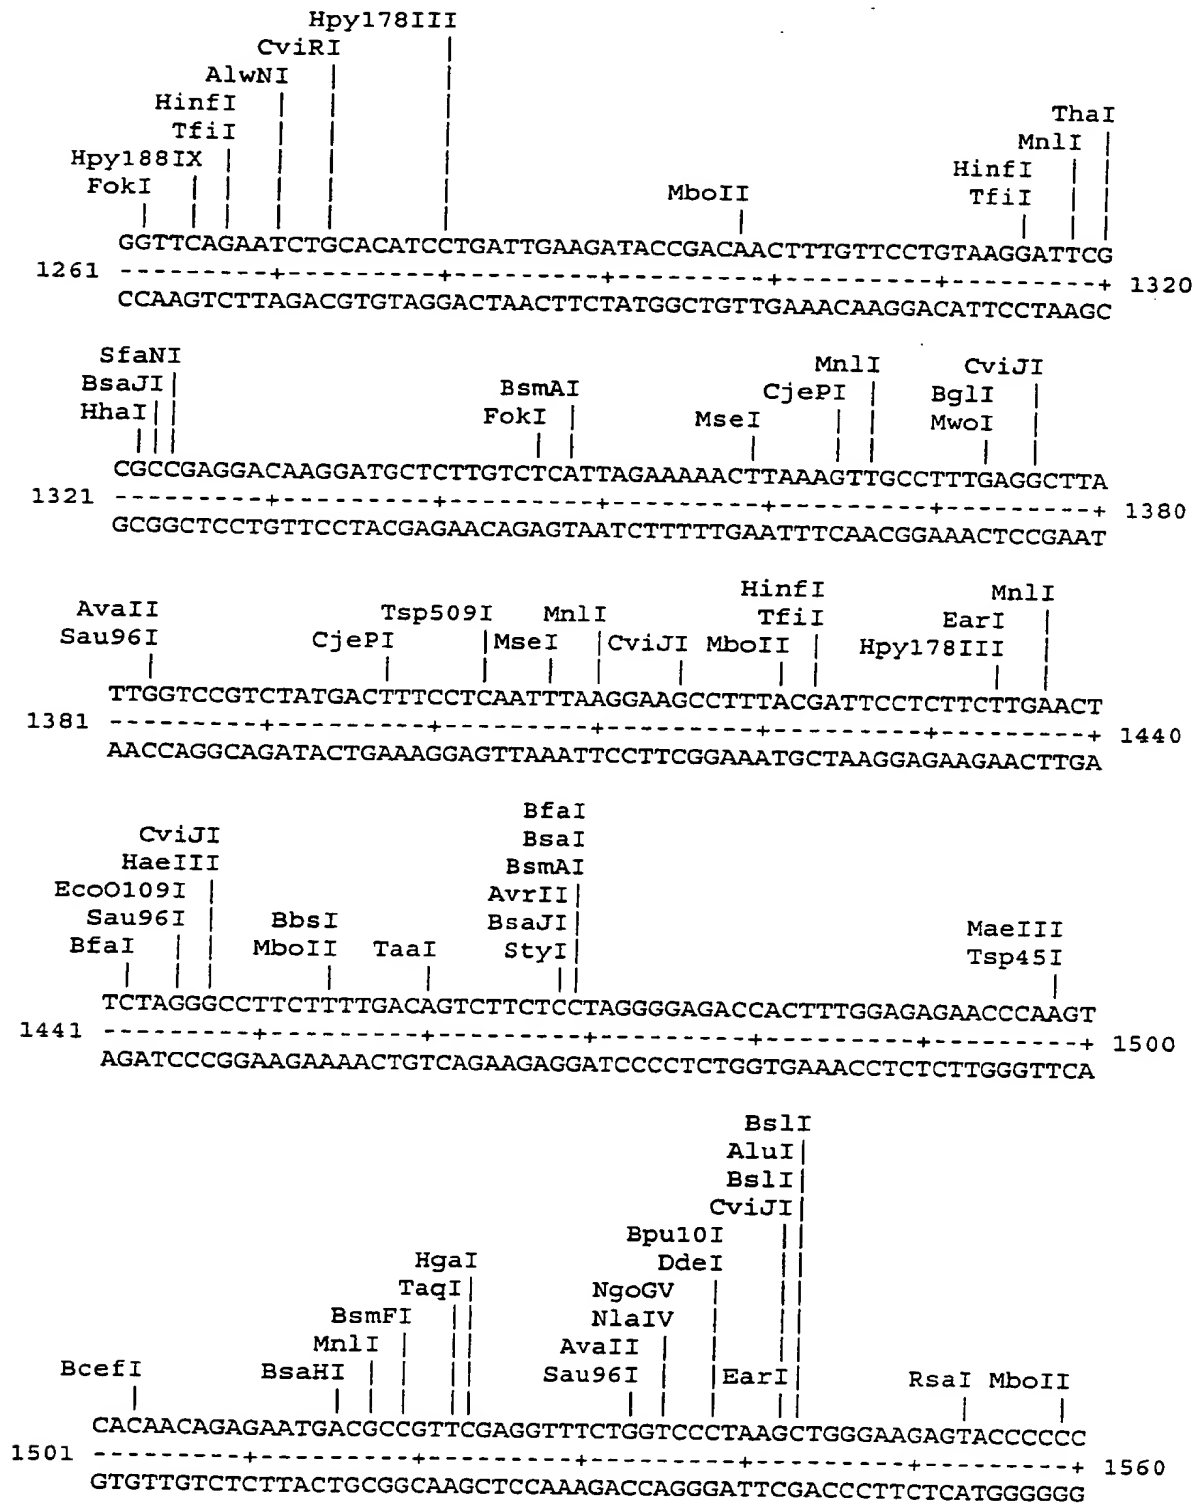 Hpy178III
CviRI
AlwNI
HinfI
TfiI
ThaI
Hpy188IX
MnlI
FokI
HinfI
MboII
TfiI
GGTTCAGAATCTGCACATCCTGATTGAAGATACCGACAACTTTGTTCCTGTAAGGATTCG
1261 ---------+---------+---------+---------+---------+---------+ 1320
CCAAGTCTTAGACGTGTAGGACTAACTTCTATGGCTGTTGAAACAAGGACATTCCTAAGC
SfaNI
MnlI CviJI
BsaJI BsmAI CjePI BglI
HhaI FokI MseI MwoI
CGCCGAGGACAAGGATGCTCTTGTCTCATTAGAAAAACTTAAAGTTGCCTTTGAGGCTTA
1321 ---------+---------+---------+---------+---------+---------+ 1380
GCGGCTCCTGTTCCTACGAGAACAGAGTAATCTTTTTGAATTTCAACGGAAACTCCGAAT
HinfI MnlI
AvaII Tsp509I MnlI TfiI EarI
Sau96I CjePI MseI CviJI MboII Hpy178III
TTGGTCCGTCTATGACTTTCCTCAATTTAAGGAAGCCTTTACGATTCCTCTTCTTGAACT
1381 ---------+---------+---------+---------+---------+---------+ 1440
AACCAGGCAGATACTGAAAGGAGTTAAATTCCTTCGGAAATGCTAAGGAGAAGAACTTGA
BfaI
CviJI BsaI
HaeIII BsmAI
EcoO109I AvrII
Sau96I BbsI BsaJI MaeIII
BfaI MboII TaaI StyI Tsp45I
TCTAGGGCCTTCTTTTGACAGTCTTCTCCTAGGGGAGACCACTTTGGAGAGAACCCAAGT
1441 ---------+---------+---------+---------+---------+---------+ 1500
AGATCCCGGAAGAAAACTGTCAGAAGAGGATCCCCTCTGGTGAAACCTCTCTTGGGTTCA
BslI
AluI
BslI
CviJI
Bpu10I
HgaI DdeI
TaqI NgoGV
BsmFI NlaIV
MnlI AvaII
BcefI BsaHI Sau96I EarI RsaI MboII
CACAACAGAGAATGACGCCGTTCGAGGTTTCTGGTCCCTAAGCTGGGAAGAGTACCCCCC
1501 ---------+---------+---------+---------+---------+---------+ 1560
GTGTTGTCTCTTACTGCGGCAAGCTCCAAAGACCAGGGATTCGACCCTTCTCATGGGGGG